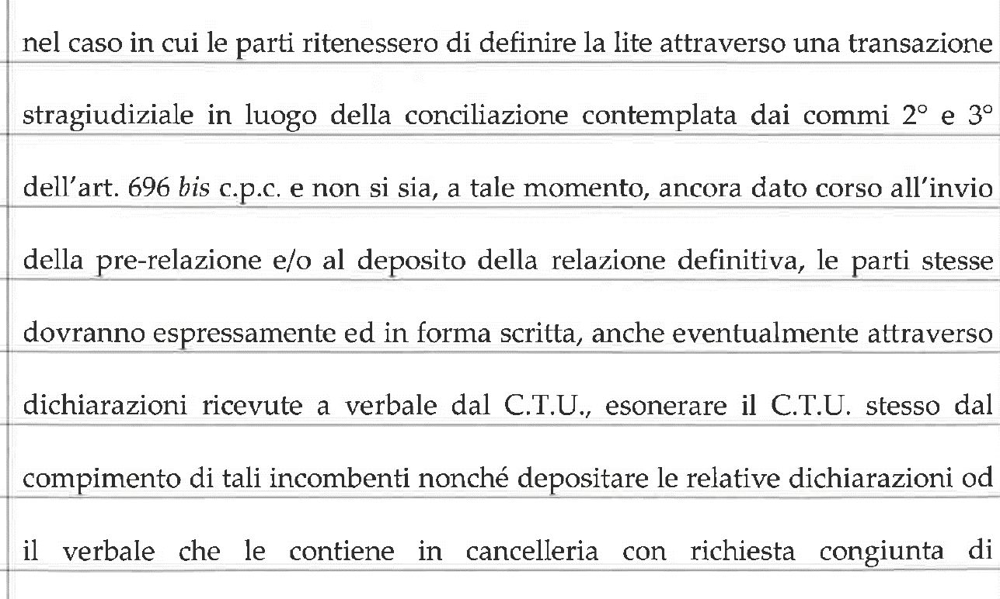 nel caso in cui le parti ritenessero di definire la lite attraverso una transazione
stragiudiziale in luogo della conciliazione contemplata dai commi 2° e 3°
dell'art. 696 bis c.p.c. e non si sia, a tale momento, ancora dato corso all'invio
della pre-relazione e/o al deposito della relazione definitiva, le parti stesse
dovranno espressamente ed in forma scritta, anche eventualmente attraverso
dichiarazioni ricevute a verbale dal C.T.U., esonerare il C.T.U. stesso dal
compimento di tali incombenti nonché depositare le relative dichiarazioni od
il verbale che le contiene in cancelleria con richiesta congiunta di